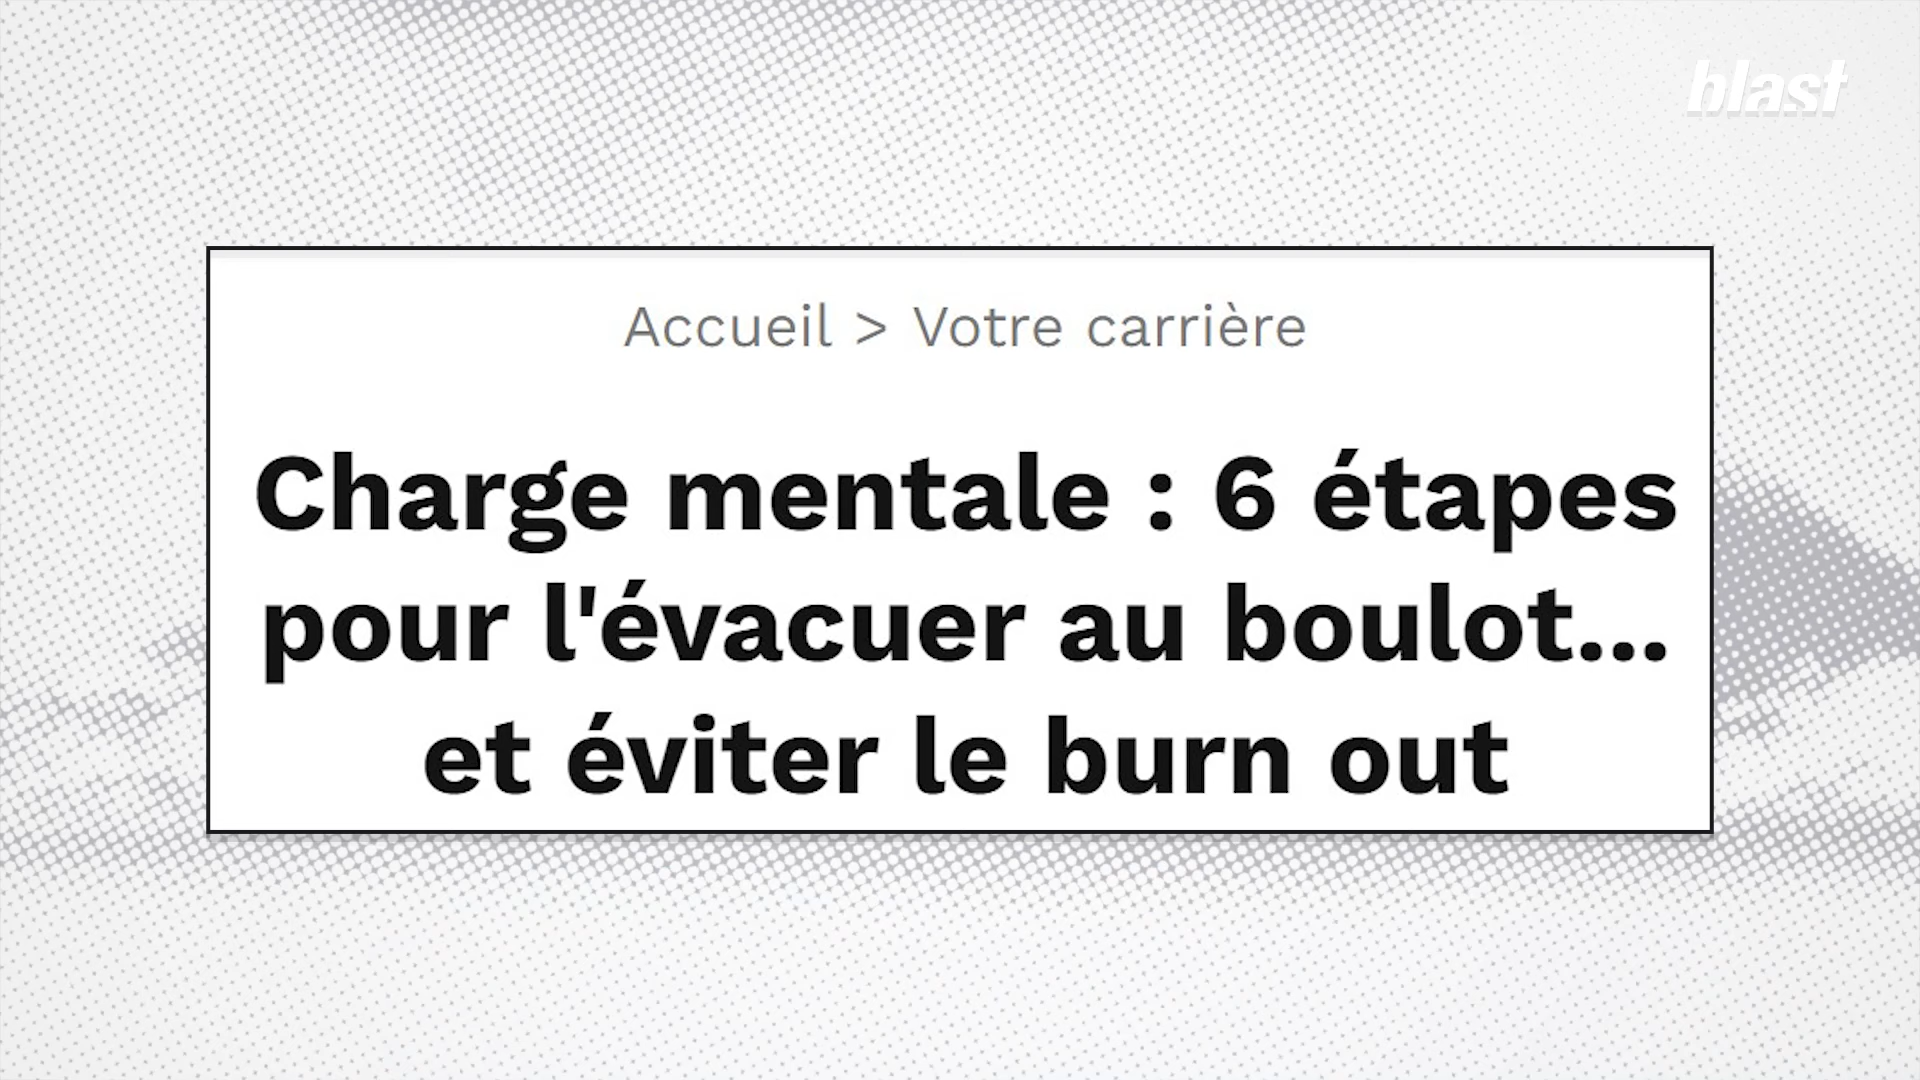 blast
Accueil > Votre carrière
Charge mentale : 6 étapes
pour l'évacuer au boulot...
et éviter le burn out